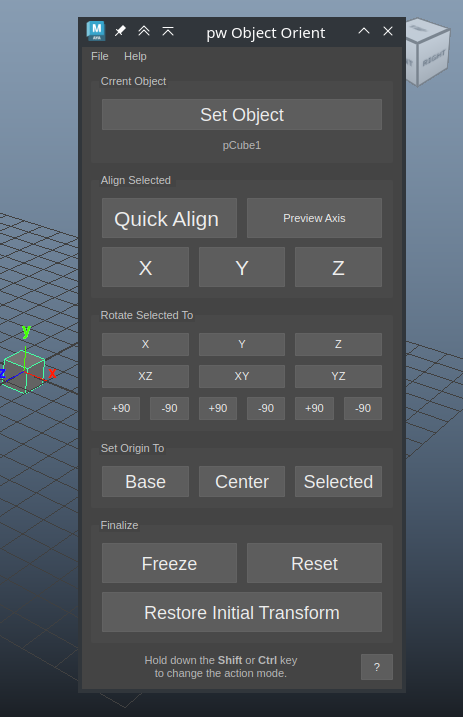 pw Object Orient
File Help
Crrent Object
Set Object
pCube1
Align Selected
Quick Align Preview Axis
X Y Z
Rotate Selected To
X Y Z
XZ XY YZ
+90 -90 +90 -90 +90 -90
Set Origin To
Base Center Selected
Finalize
Freeze Reset
Restore Initial Transform
Hold down the Shift or Ctrl key
to change the action mode.
?
RIGHT
y
z x